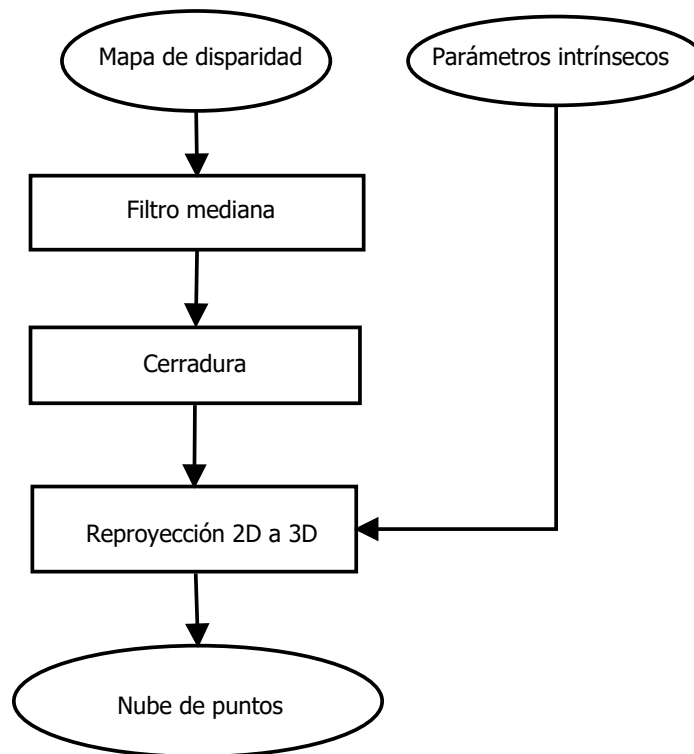 Mapa de disparidad
Parámetros intrínsecos
Filtro mediana
Cerradura
Reproyección 2D a 3D
Nube de puntos